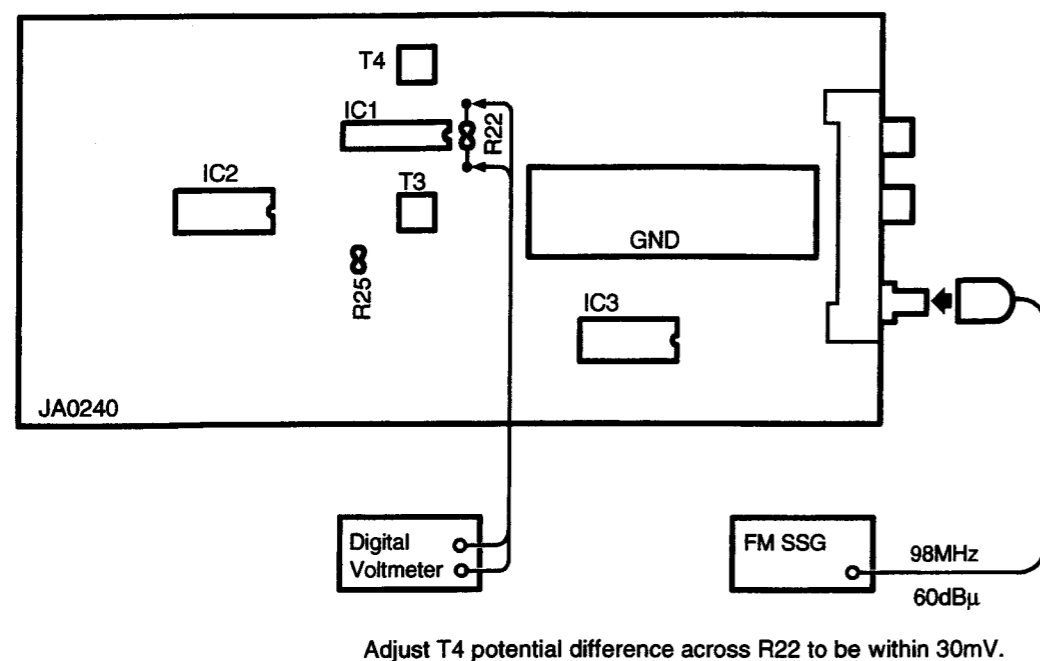 T4
IC1
R22
IC2
T3
GND
R25
IC3
JA0240
Digital
Voltmeter
FM SSG
98MHz
60dBμ
Adjust T4 potential difference across R22 to be within 30mV.